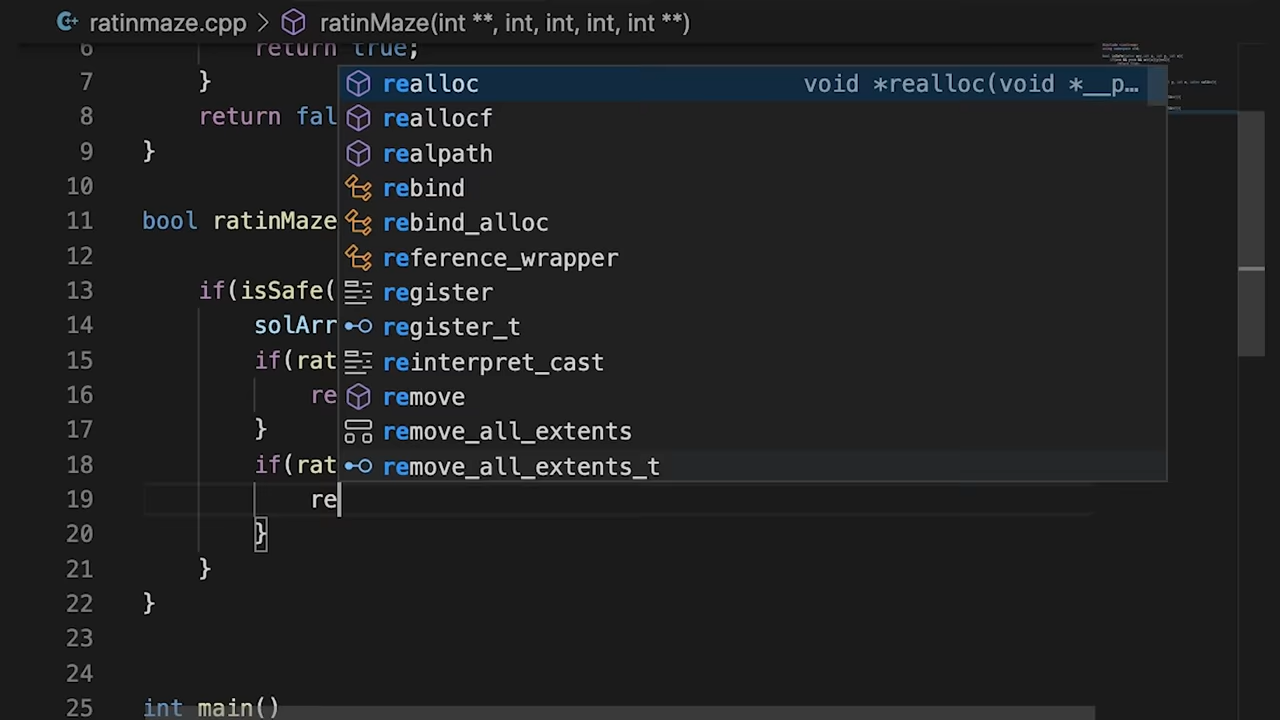 ratinmaze.cpp > ratinMaze(int **, int, int, int, int **)
6 return true;
7 }
8 return fal
9 }
10
11 bool ratinMaze
12
13 if(isSafe(
14 solArr
15 if(rat
16 re
17 }
18 if(rat
19 re
20 }
21 }
22 }
23
24
25 int main()
realloc void *realloc(void *__p…
reallocf
realpath
rebind
rebind_alloc
reference_wrapper
register
register_t
reinterpret_cast
remove
remove_all_extents
remove_all_extents_t